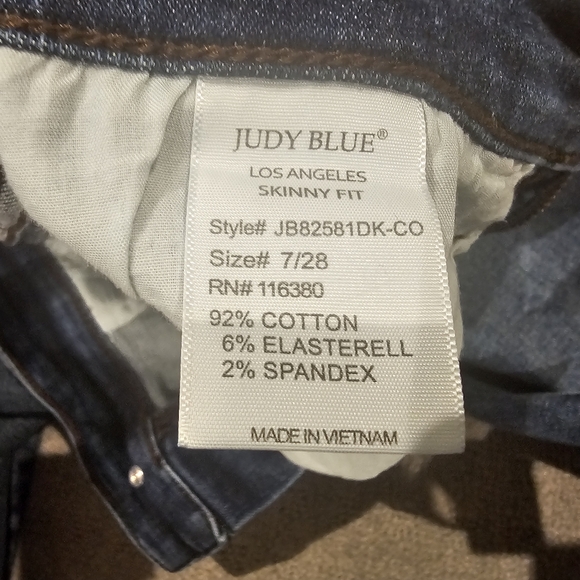 JUDY BLUE®
LOS ANGELES
SKINNY FIT
Style# JB82581DK-CO
Size# 7/28
RN# 116380
92% COTTON
6% ELASTERELL
2% SPANDEX
MADE IN VIETNAM